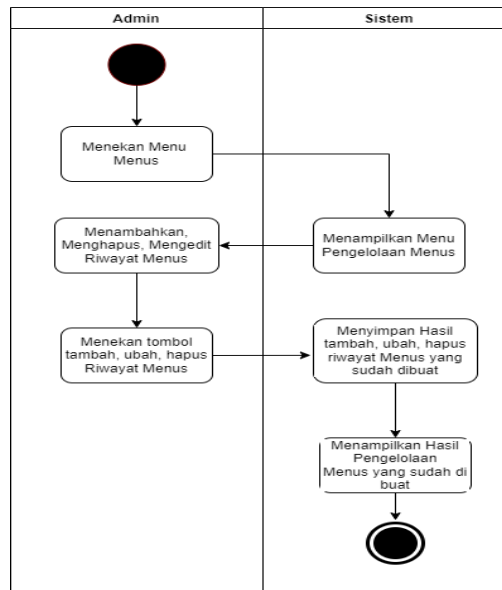 Admin
Sistem
Menekan Menu
Menus
Menampilkan Menu
Pengelolaan Menus
Menambahkan,
Menghapus, Mengedit
Riwayat Menus
Menekan tombol
tambah, ubah, hapus
Riwayat Menus
Menyimpan Hasil
tambah, ubah, hapus
riwayat Menus yang
sudah dibuat
Menampilkan Hasil
Pengelolaan
Menus yang sudah di
buat